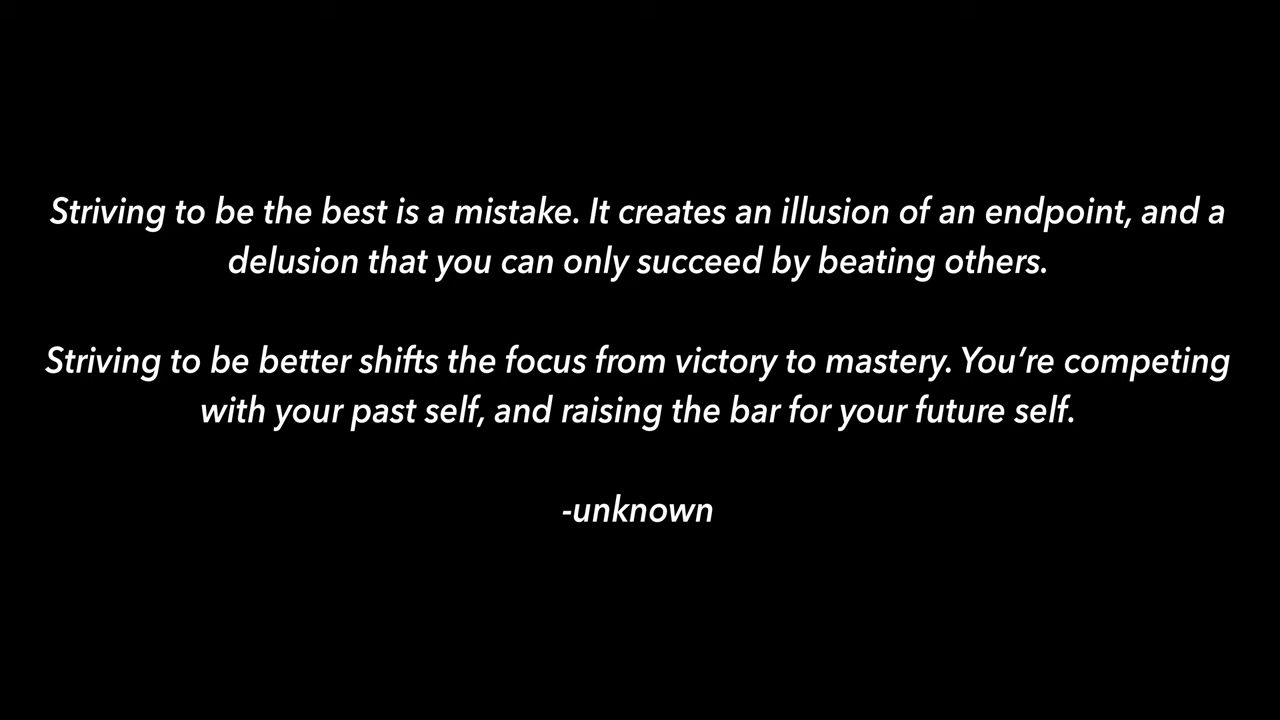 Striving to be the best is a mistake. It creates an illusion of an endpoint, and a
delusion that you can only succeed by beating others.
Striving to be better shifts the focus from victory to mastery. You’re competing
with your past self, and raising the bar for your future self.
-unknown